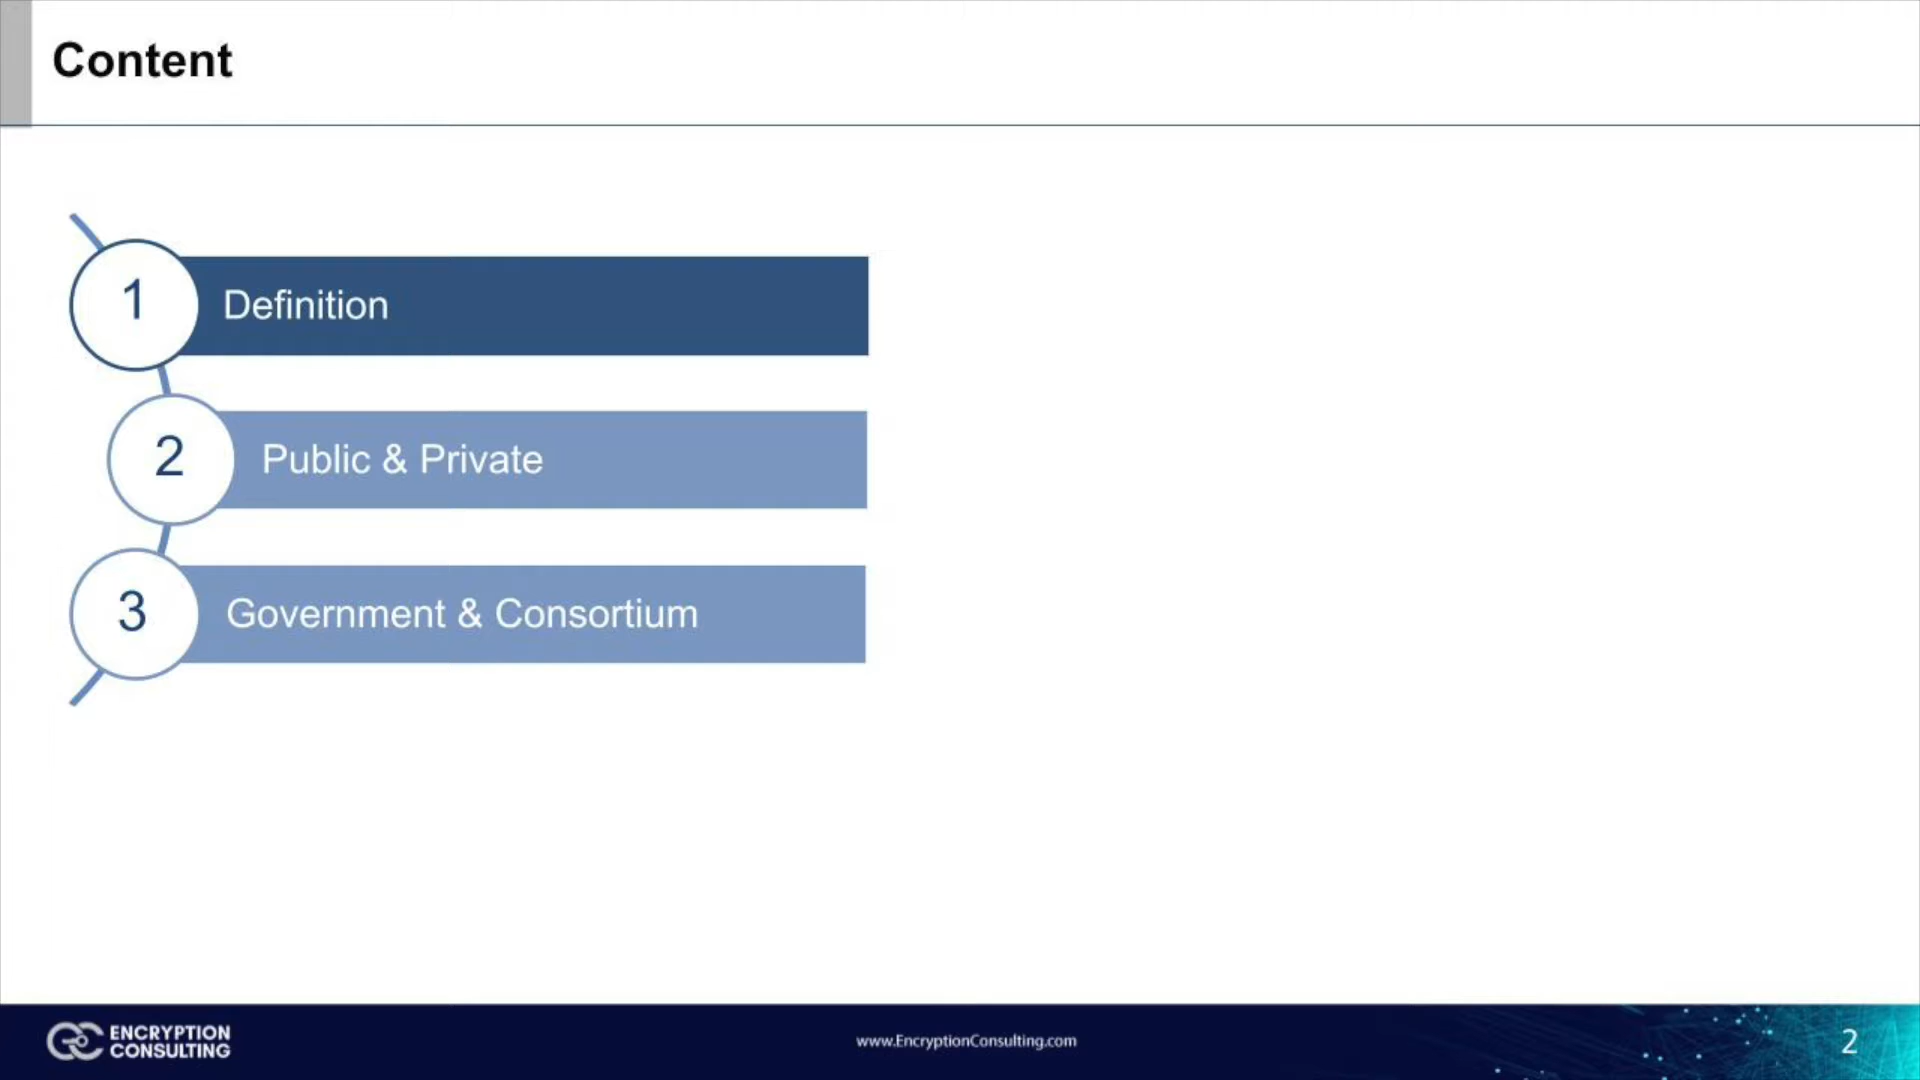 Content
1
Definition
2
Public & Private
3
Government & Consortium
ENCRYPTION
CONSULTING
www.EncryptionConsulting.com
2